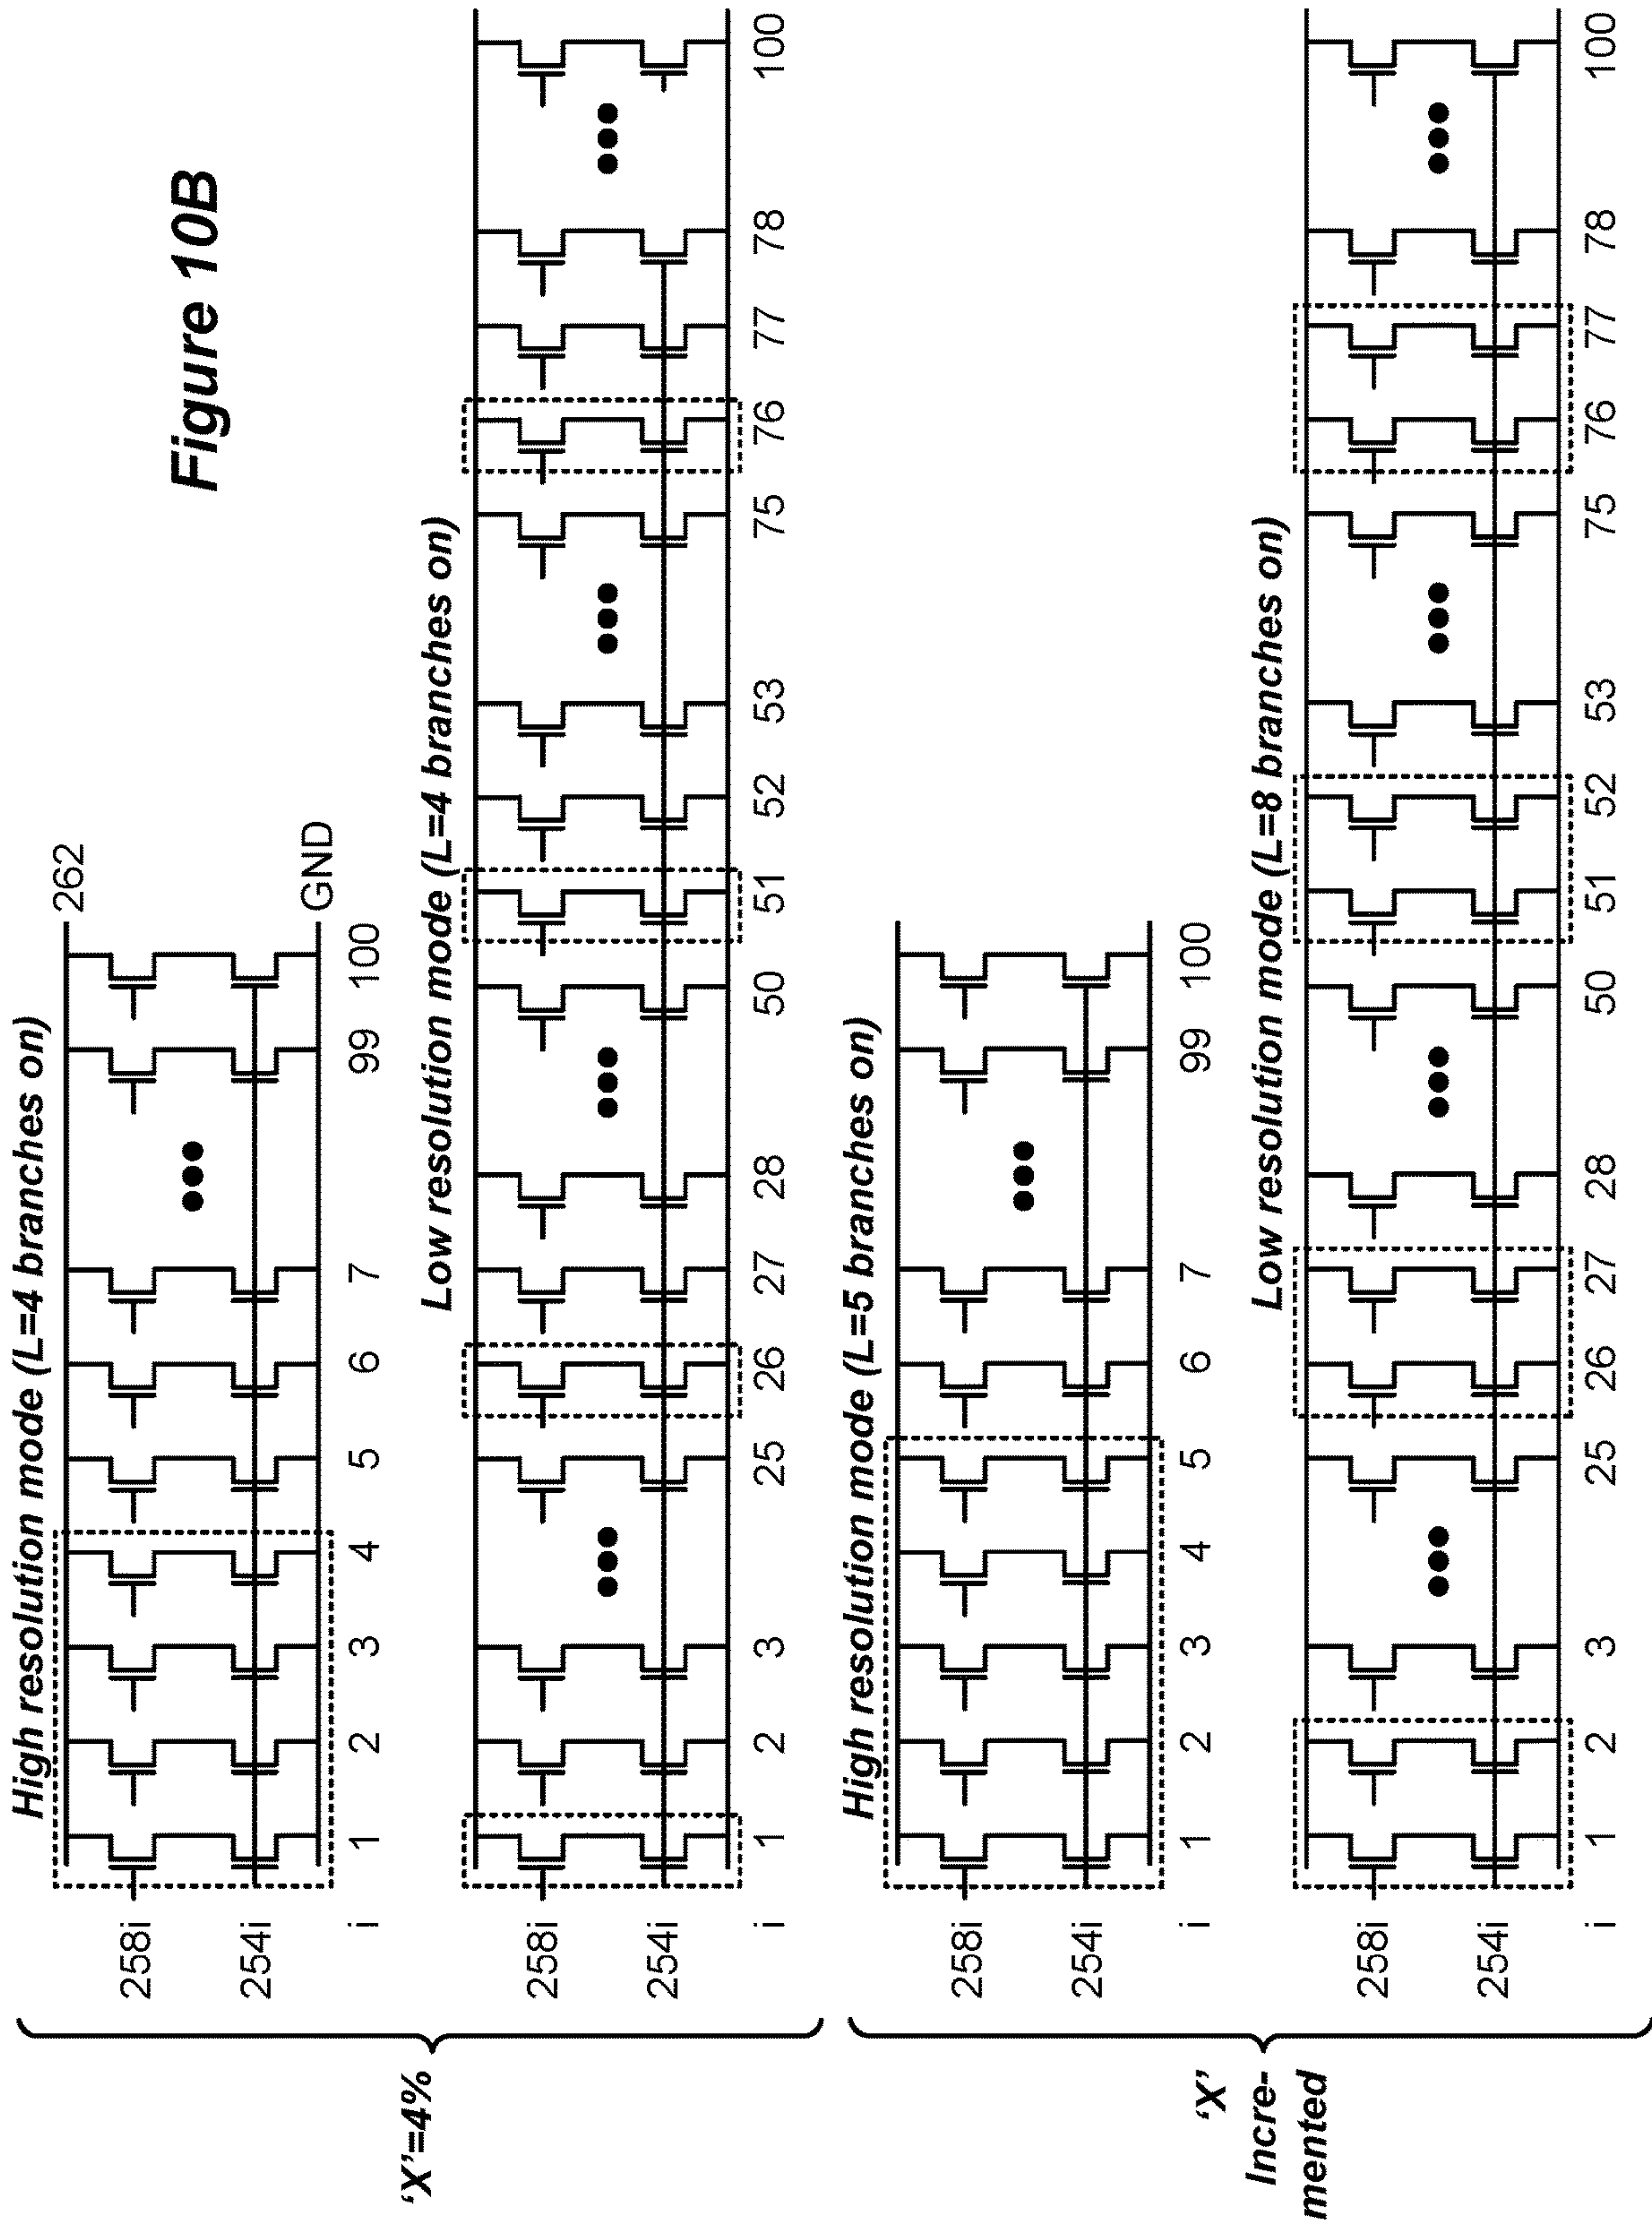 Figure 10B
‘X’=4%
High resolution mode (L=4 branches on)
262
258i
254i
GND
i 1 2 3 4 5 6 7 99 100
Low resolution mode (L=4 branches on)
258i
254i
i 1 2 3 25 26 27 28 50 51 52 53 75 76 77 78 100
‘X’
Incre-
mented
High resolution mode (L=5 branches on)
258i
254i
i 1 2 3 4 5 6 7 99 100
Low resolution mode (L=8 branches on)
258i
254i
i 1 2 3 25 26 27 28 50 51 52 53 75 76 77 78 100